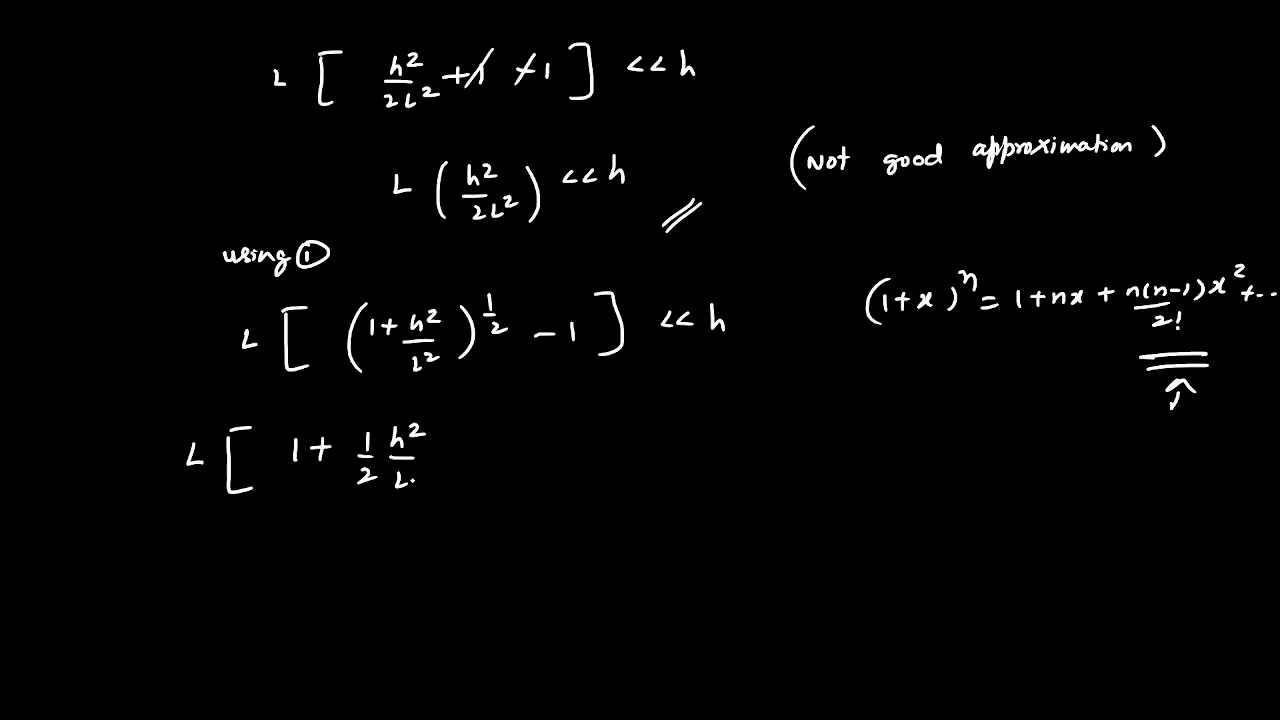 L [ h²/2L² + 1 - 1 ] << h
L ( h²/2L² ) << h
(Not good approximation)
using ①
(1+x)ⁿ = 1 + nx + n(n-1)x²/2! + --
L [ (1 + h²/L²)^1/2 - 1 ] << h
L [ 1 + 1/2 h²/L